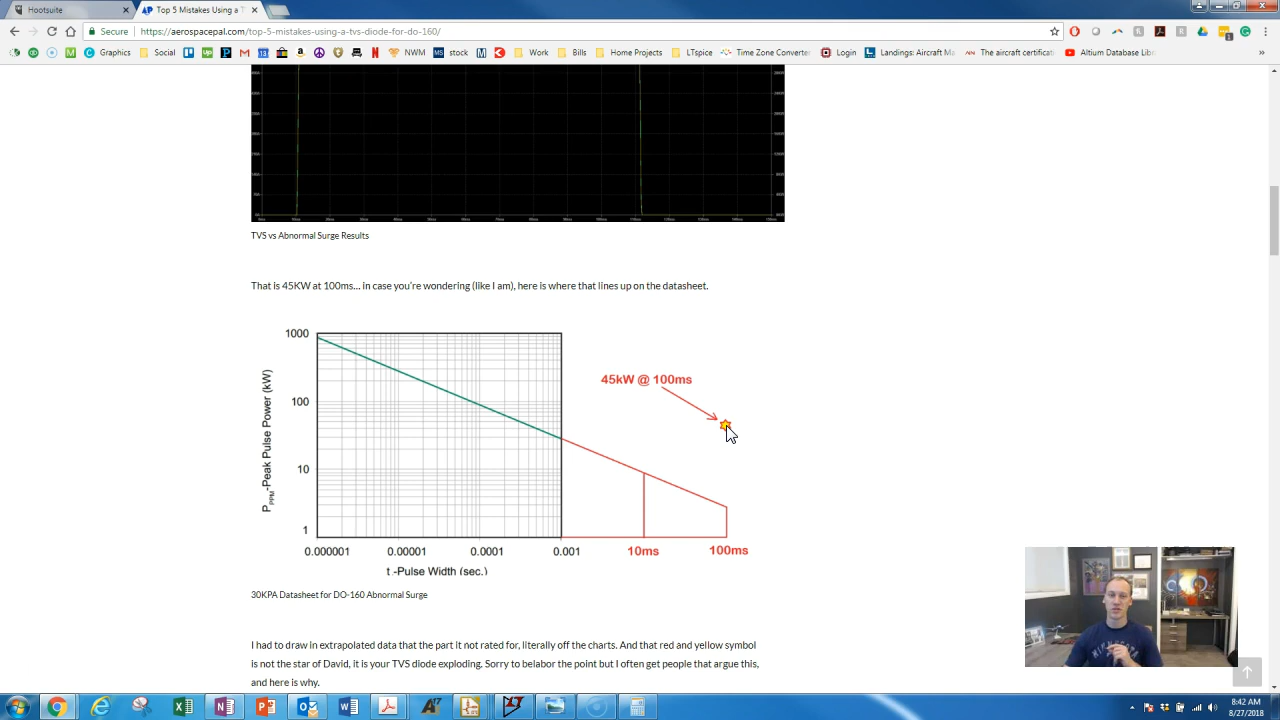 Hootsuite
Top 5 Mistakes Using a T
Secure
https://aerospacepal.com/top-5-mistakes-using-a-tvs-diode-for-do-160/
Graphics
Social
NWM
stock
Work
Bills
Home Projects
LTspice
Time Zone Converter
Login
Landings: Aircraft Ma
The aircraft certificat
Altium Database Lib
TVS vs Abnormal Surge Results
That is 45KW at 100ms... in case you're wondering (like I am), here is where that lines up on the datasheet.
1000
100
10
1
PPPM-Peak Pulse Power (kW)
45kW @ 100ms
0.000001
0.00001
0.0001
0.001
10ms
100ms
t -Pulse Width (sec.)
30KPA Datasheet for DO-160 Abnormal Surge
I had to draw in extrapolated data that the part it not rated for, literally off the charts. And that red and yellow symbol
is not the star of David, it is your TVS diode exploding. Sorry to belabor the point but I often get people that argue this,
and here is why.
8:42 AM
8/27/2018